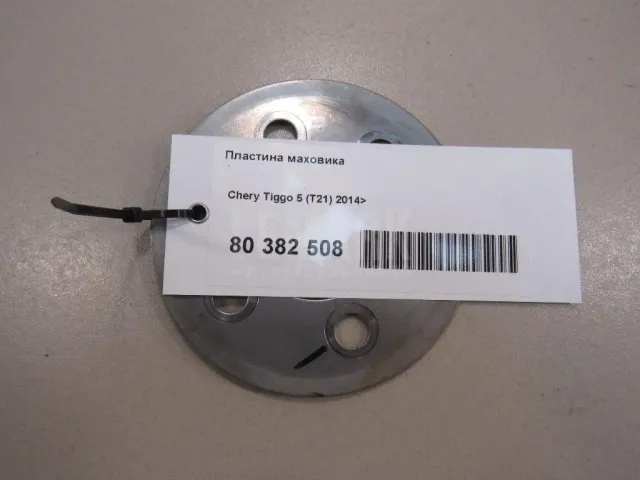 Пластина маховика
Chery Tiggo 5 (T21) 2014>
80 382 508